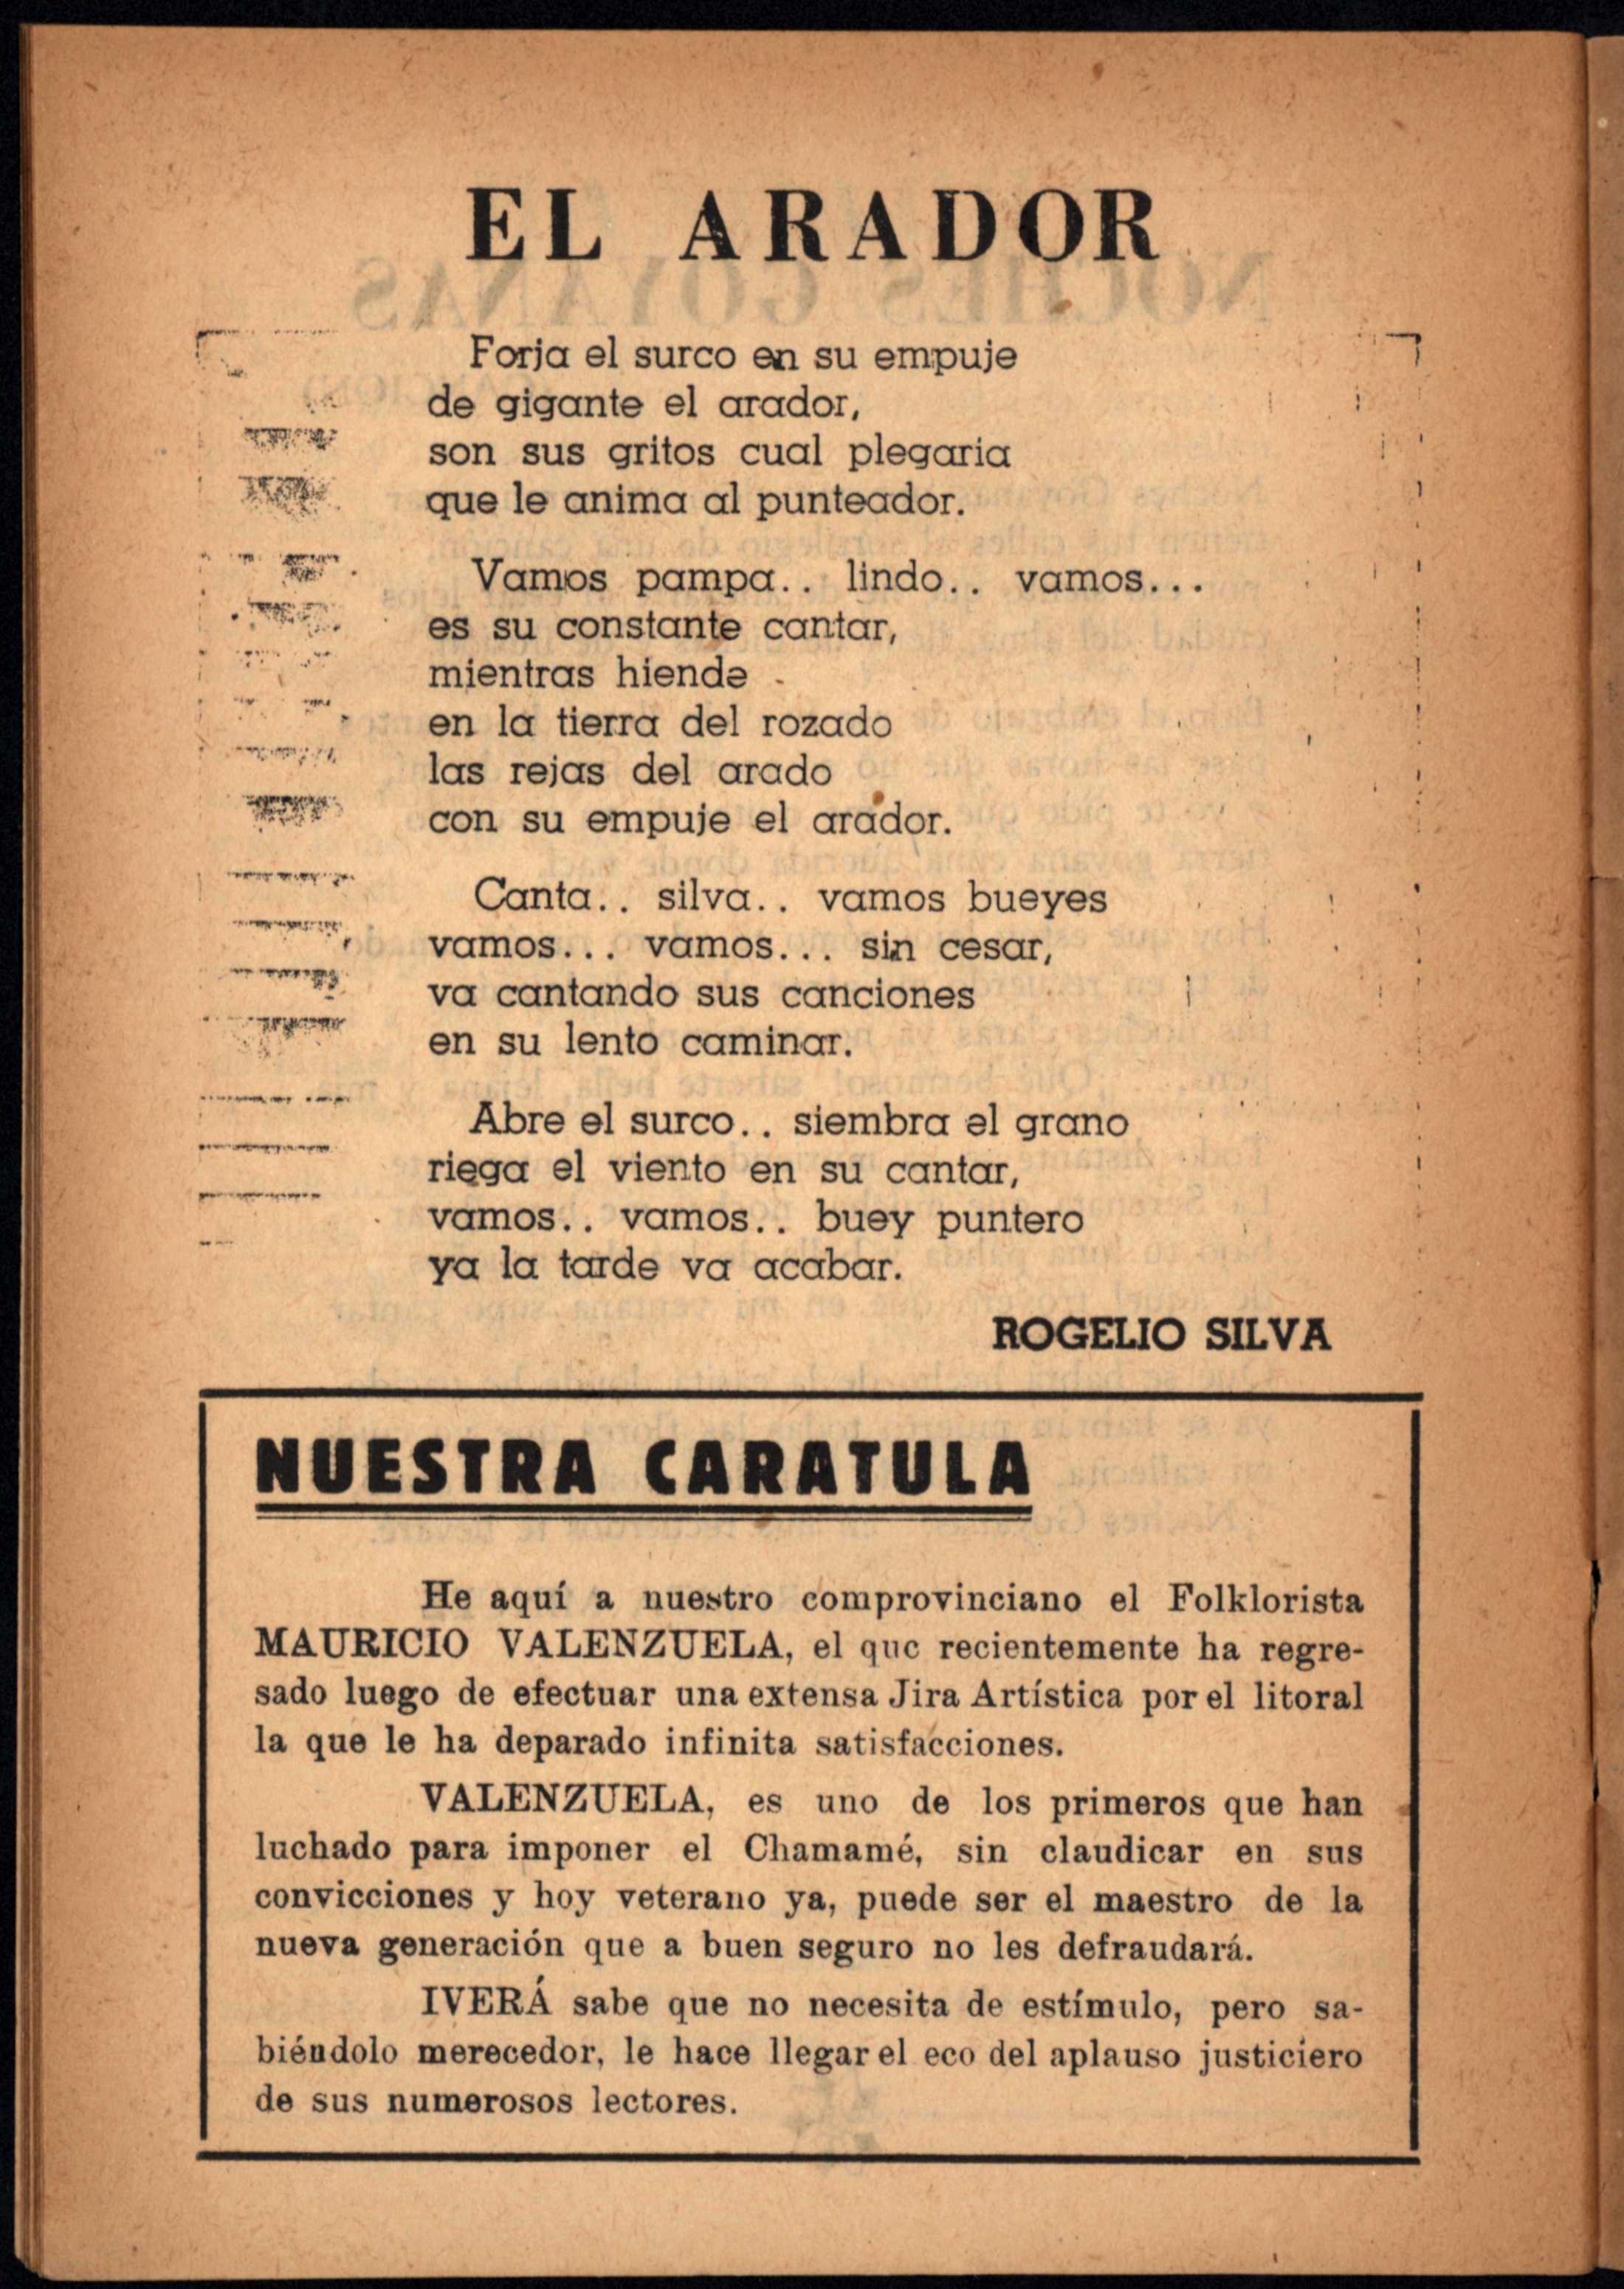 EL ARADOR
Forja el surco en su empuje
de gigante el arador,
son sus gritos cual plegaria
que le anima al punteador.
Vamos pampa.. lindo.. vamos...
es su constante cantar,
mientras hiende
en la tierra del rozado
las rejas del arado
con su empuje el arador.
Canta.. silva.. vamos bueyes
vamos... vamos... sin cesar,
va cantando sus canciones
en su lento caminar.
Abre el surco.. siembra el grano
riega el viento en su cantar,
vamos.. vamos.. buey puntero
ya la tarde va acabar.
ROGELIO SILVA
NUESTRA CARATULA
He aquí a nuestro comprovinciano el Folklorista
MAURICIO VALENZUELA, el que recientemente ha regre-
sado luego de efectuar una extensa Jira Artística por el litoral
la que le ha deparado infinita satisfacciones.
VALENZUELA, es uno de los primeros que han
luchado para imponer el Chamamé, sin claudicar en sus
convicciones y hoy veterano ya, puede ser el maestro de la
nueva generación que a buen seguro no les defraudará.
IVERÁ sabe que no necesita de estímulo, pero sa-
biéndolo merecedor, le hace llegar el eco del aplauso justiciero
de sus numerosos lectores.